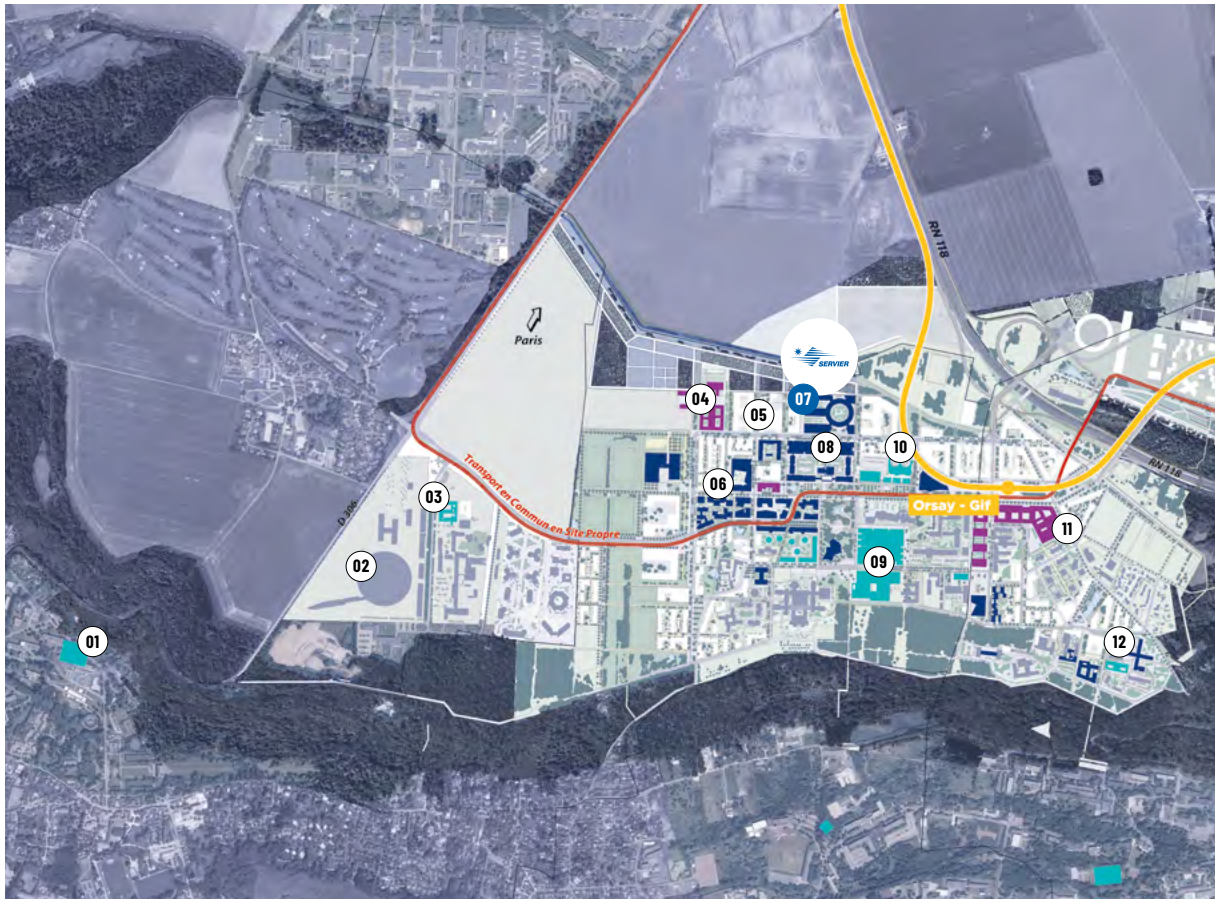 RN 118
Paris
SERVIER
04
05
07
10
08
06
Transport en Commun en Site Propre
03
D 306
RN 118
Orsay - Gif
11
02
09
12
01